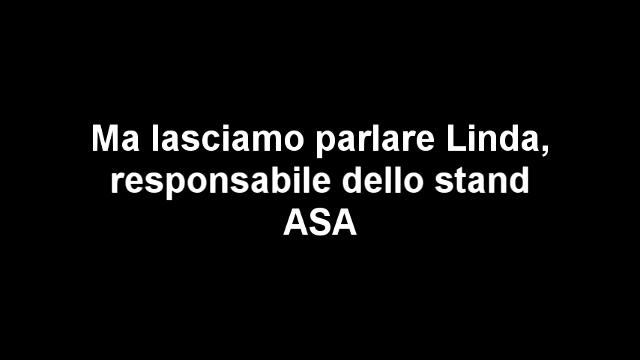 Ma lasciamo parlare Linda,
responsabile dello stand
ASA